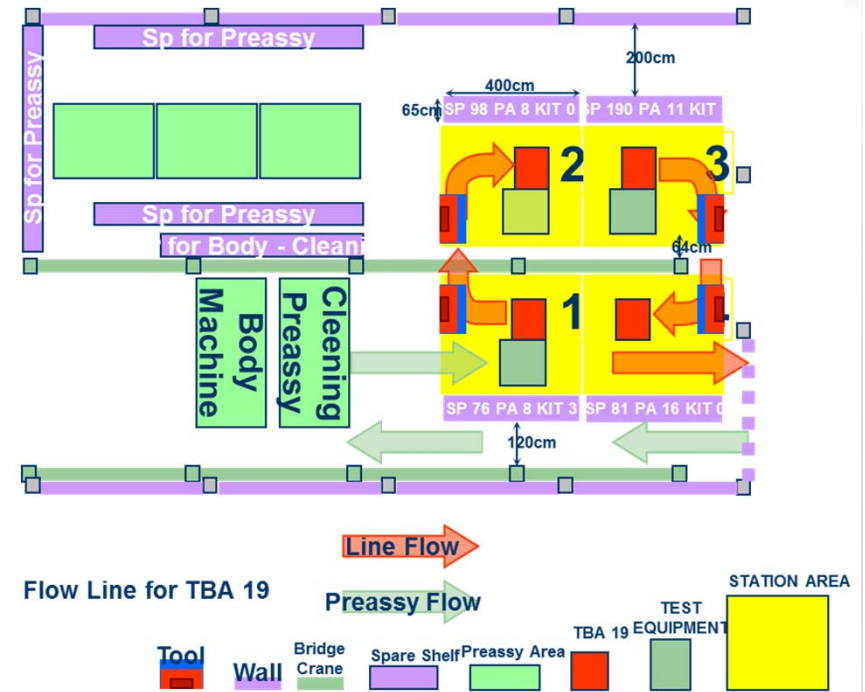 Sp for Preassy
200cm
400cm
65cm
SP 98 PA 8 KIT 0
SP 190 PA 11 KIT
Sp for Preassy
2
3
Sp for Preassy
for Body - Clean
64cm
Body
Machine
Cleening
Preassy
1
SP 76 PA 8 KIT 3
SP 81 PA 16 KIT 0
120cm
Line Flow
Flow Line for TBA 19
Preassy Flow
STATION AREA
TEST
EQUIPMENT
TBA 19
Tool
Wall
Bridge
Crane
Spare Shelf
Preassy Area